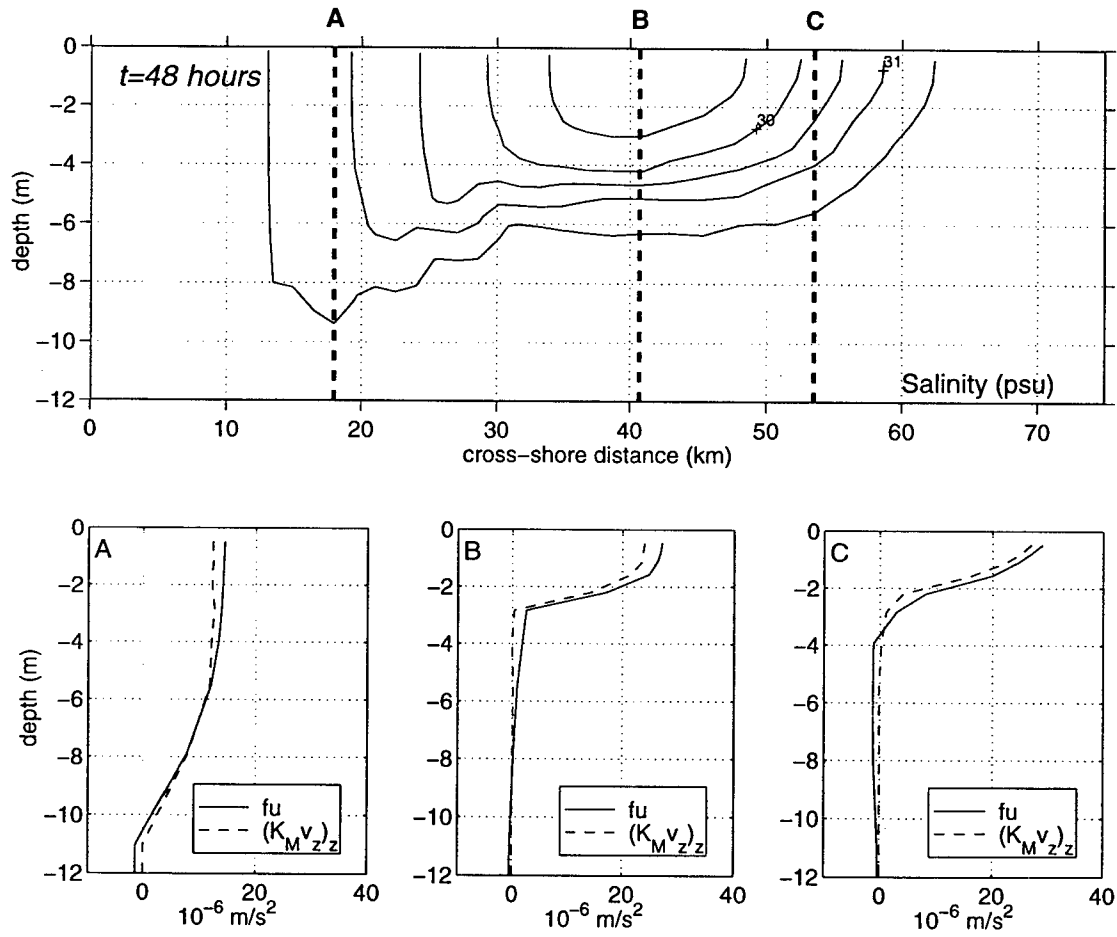 A B C
t=48 hours
0
−2
−4
−6
−8
−10
−12
depth (m)
31
30
Salinity (psu)
0 10 20 30 40 50 60 70
cross−shore distance (km)
A
0
−2
−4
−6
−8
−10
−12
depth (m)
fu
(K_M v_z)_z
0 20 40
10^−6 m/s^2
B
0
−2
−4
−6
−8
−10
−12
fu
(K_M v_z)_z
0 20 40
10^−6 m/s^2
C
0
−2
−4
−6
−8
−10
−12
fu
(K_M v_z)_z
0 20 40
10^−6 m/s^2